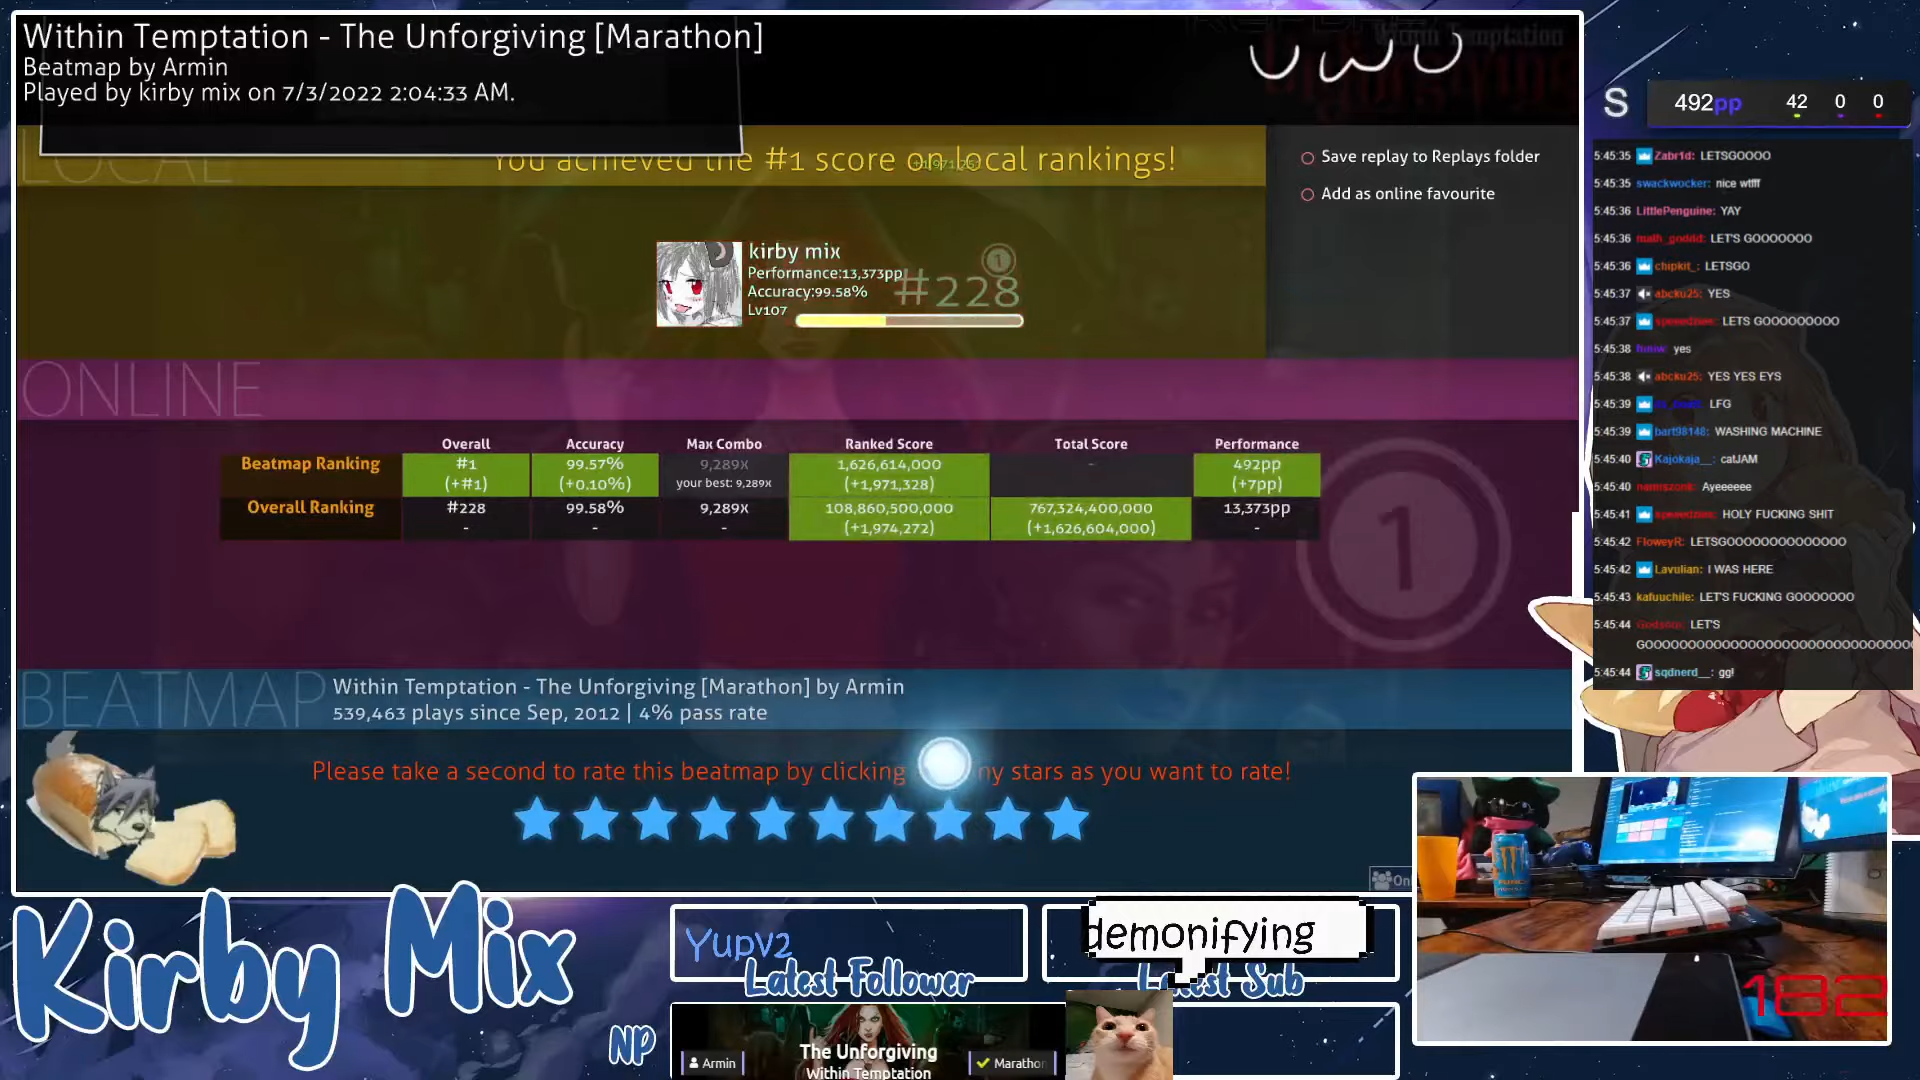 Within Temptation - The Unforgiving [Marathon]
Beatmap by Armin
Played by kirby mix on 7/3/2022 2:04:33 AM.
UwU
LOCAL
You achieved the #1 score on local rankings!
Save replay to Replays folder
Add as online favourite
kirby mix
Performance:13,373pp
Accuracy:99.58%
Lv107
#228
1
ONLINE
Overall Accuracy Max Combo Ranked Score Total Score Performance
Beatmap Ranking #1 99.57% 9,289x 1,626,614,000 - 492pp
(+#1) (+0.10%) your best: 9,289x (+1,971,328) (+7pp)
Overall Ranking #228 99.58% 9,289x 108,860,500,000 767,324,400,000 13,373pp
- - - (+1,974,272) (+1,626,604,000) -
1
BEATMAP
Within Temptation - The Unforgiving [Marathon] by Armin
539,463 plays since Sep, 2012 | 4% pass rate
Please take a second to rate this beatmap by clicking ny stars as you want to rate!
S 492pp 42 0 0
5:45:35 Zabr1d: LETSGOOOO
5:45:35 swackwocker: nice wtfff
5:45:36 LittlePenguine: YAY
5:45:36 math_goddd: LET'S GOOOOOOO
5:45:36 chipkit_: LETSGO
5:45:37 abcku25: YES
5:45:37 LETS GOOOOOOOOO
5:45:38 yes
5:45:38 abcku25: YES YES EYS
5:45:39 LFG
5:45:39 bart98148: WASHING MACHINE
5:45:40 Kajokaja__: catJAM
5:45:40 Ayeeeeee
5:45:41 HOLY FUCKING SHIT
5:45:42 FloweyR: LETSGOOOOOOOOOOOOOO
5:45:42 Lavulian: I WAS HERE
5:45:43 kafuuchile: LET'S FUCKING GOOOOOOO
5:45:44 LET'S
GOOOOOOOOOOOOOOOOOOOOOOOOOOOOOOO
5:45:44 sqdnerd__: gg!
Kirby Mix
Yupv2
Latest Follower
demonifying
Latest Sub
NP
Armin
The Unforgiving
Within Temptation
Marathon
182